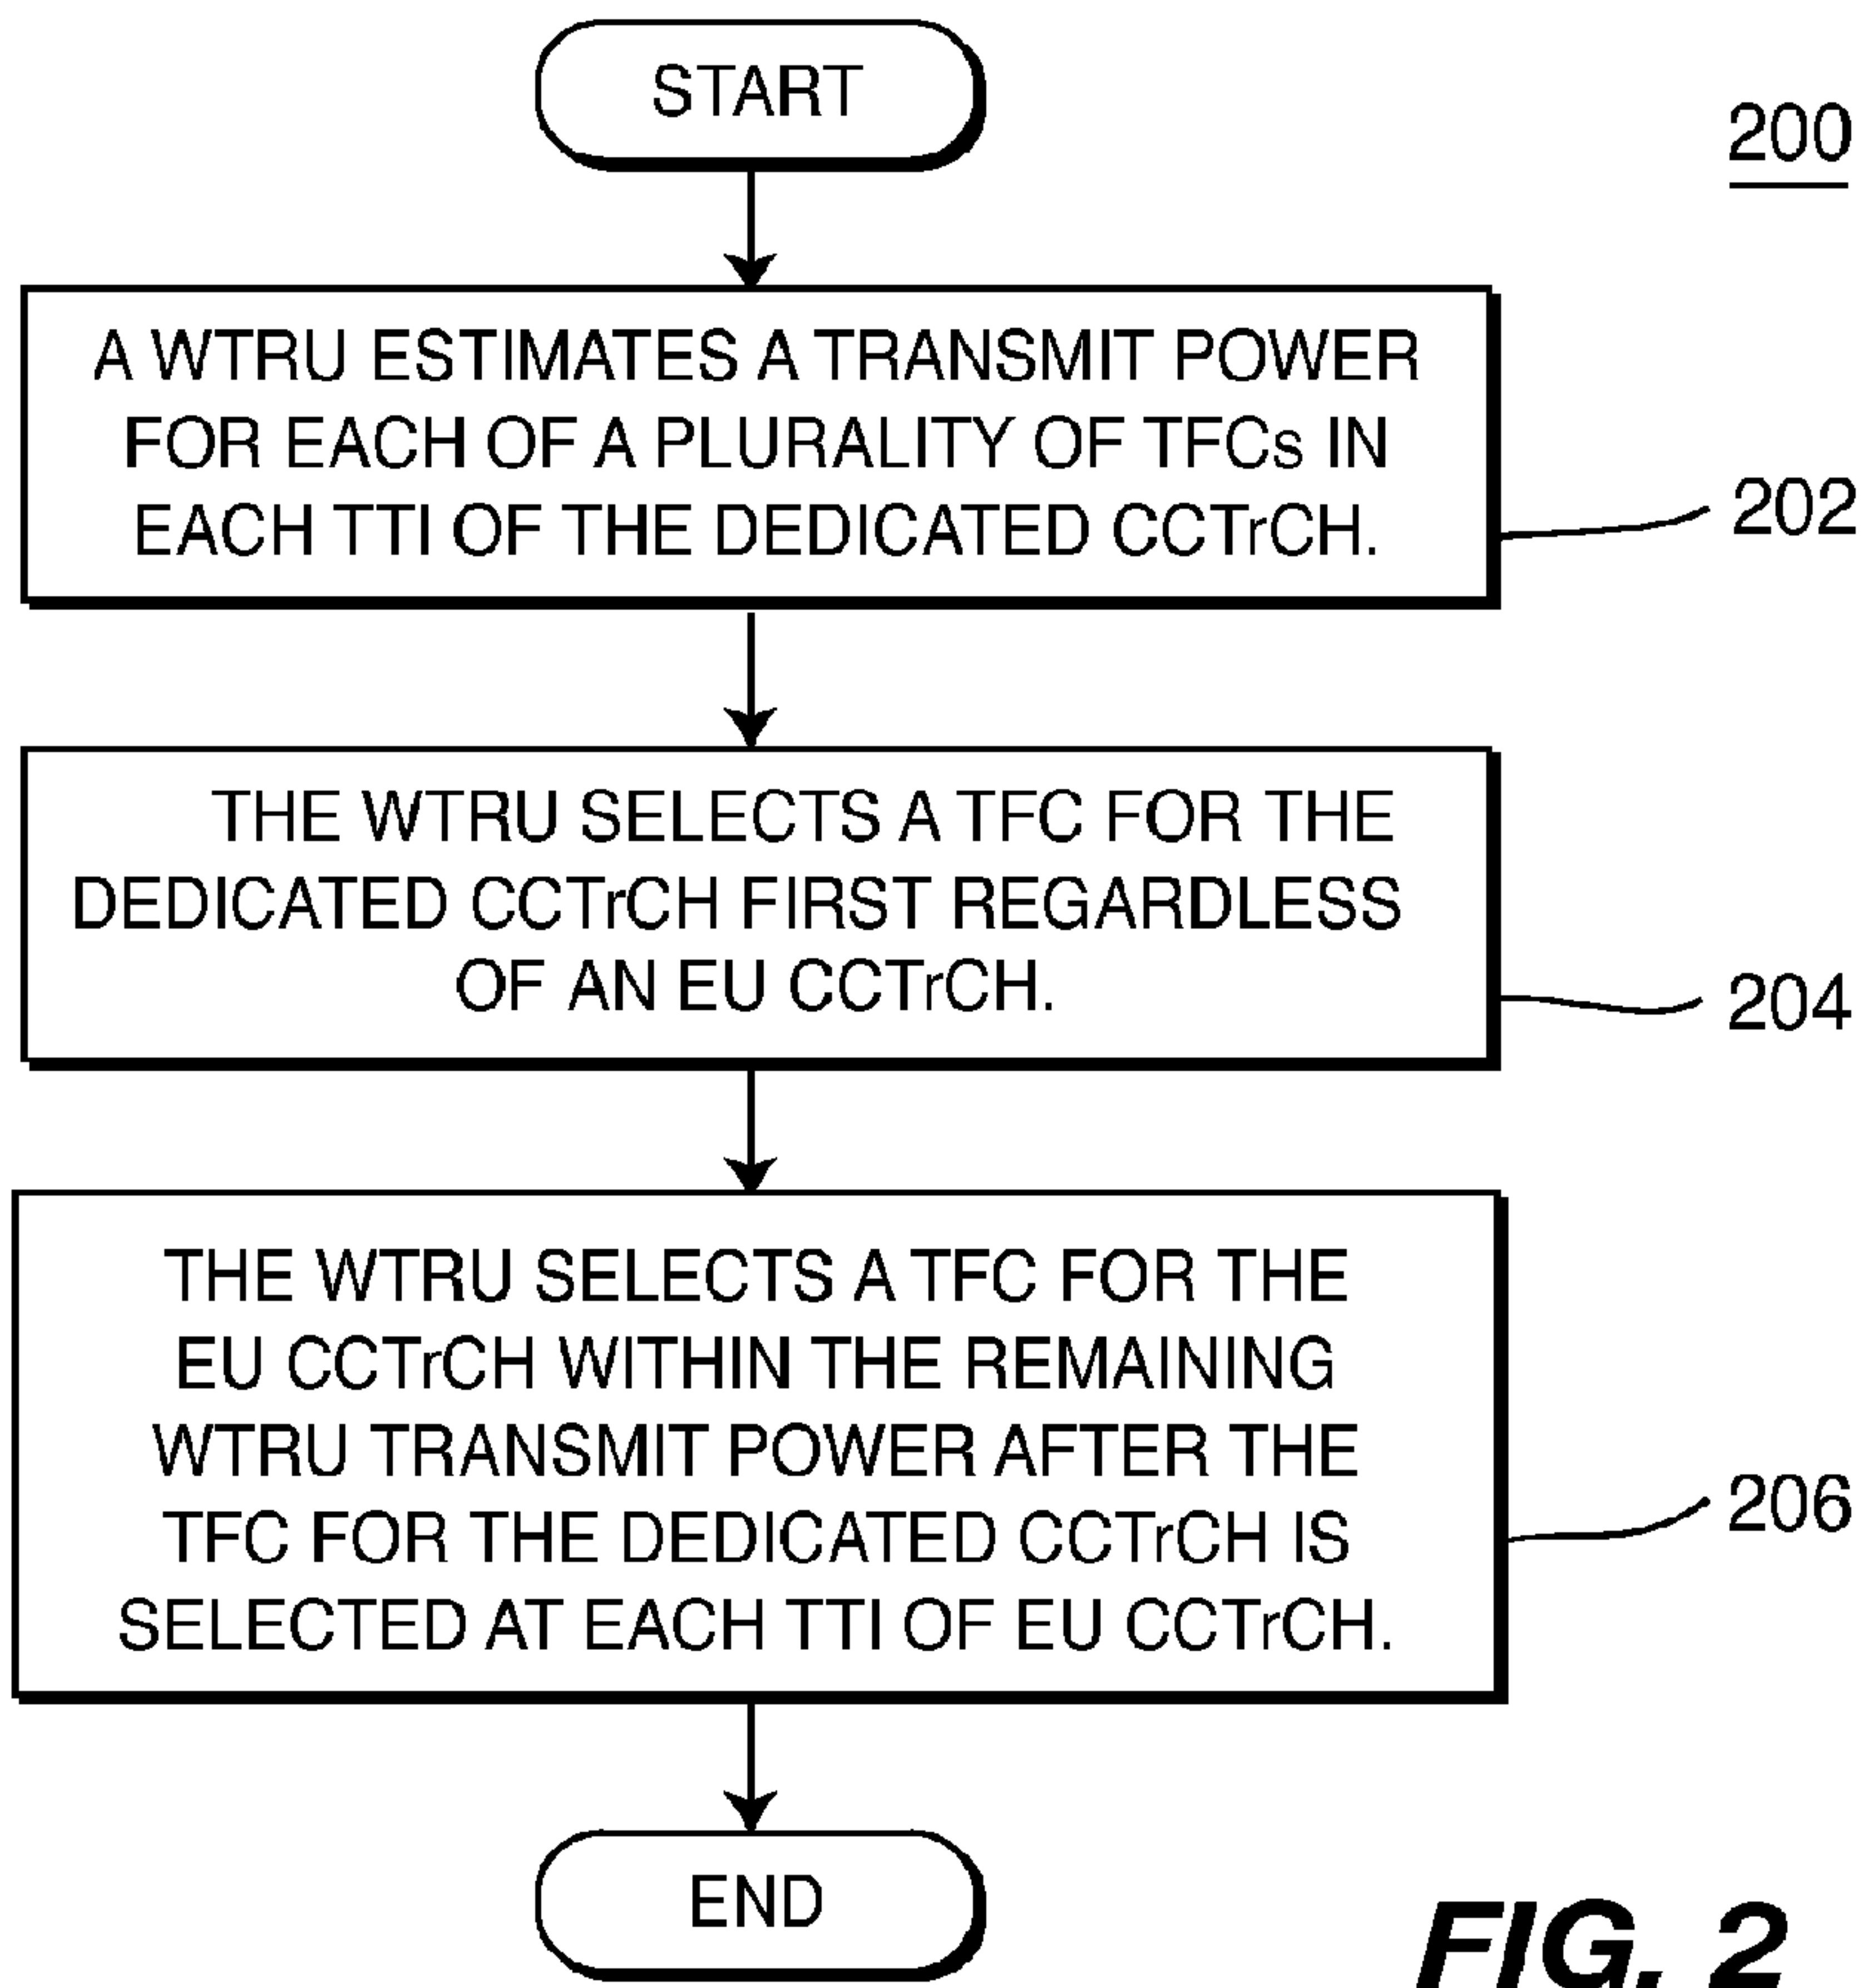 START
200
A WTRU ESTIMATES A TRANSMIT POWER
FOR EACH OF A PLURALITY OF TFCs IN
EACH TTI OF THE DEDICATED CCTrCH.
202
THE WTRU SELECTS A TFC FOR THE
DEDICATED CCTrCH FIRST REGARDLESS
OF AN EU CCTrCH.
204
THE WTRU SELECTS A TFC FOR THE
EU CCTrCH WITHIN THE REMAINING
WTRU TRANSMIT POWER AFTER THE
TFC FOR THE DEDICATED CCTrCH IS
SELECTED AT EACH TTI OF EU CCTrCH.
206
END
FIG. 2